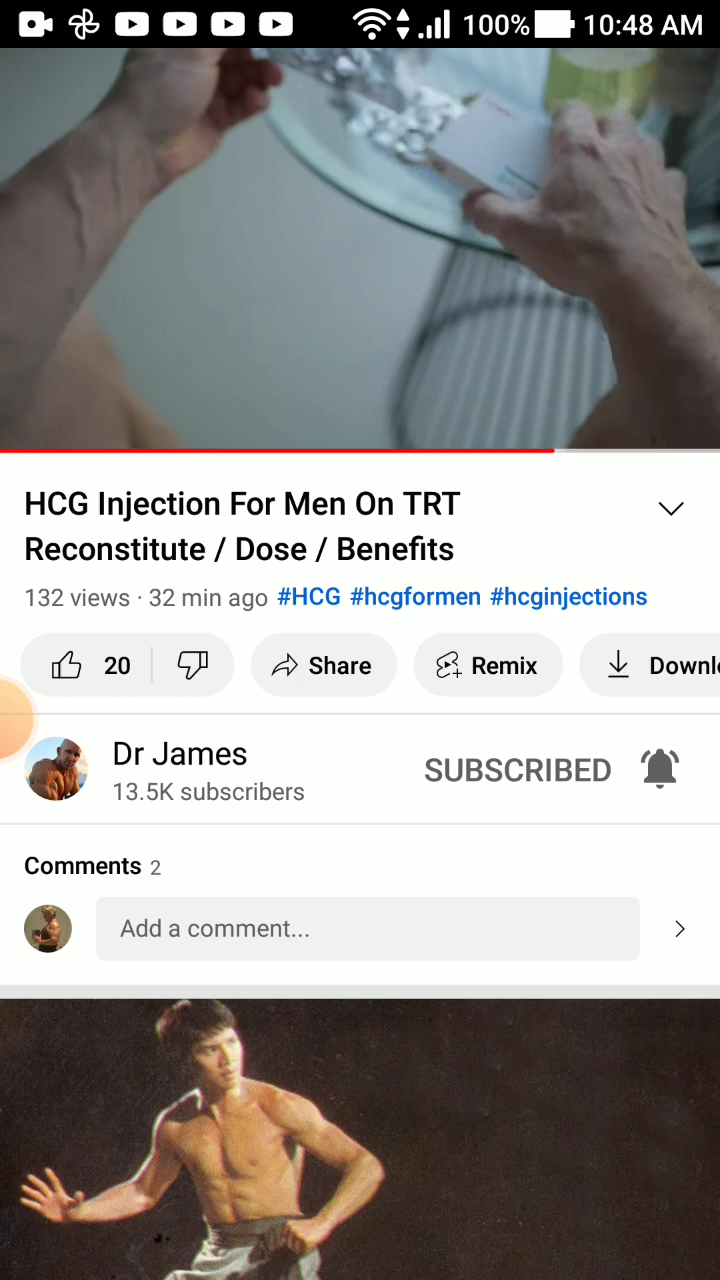 100% 10:48 AM
HCG Injection For Men On TRT
Reconstitute / Dose / Benefits
132 views · 32 min ago #HCG #hcgformen #hcginjections
20 Share Remix Downlo
Dr James
13.5K subscribers
SUBSCRIBED
Comments 2
Add a comment...